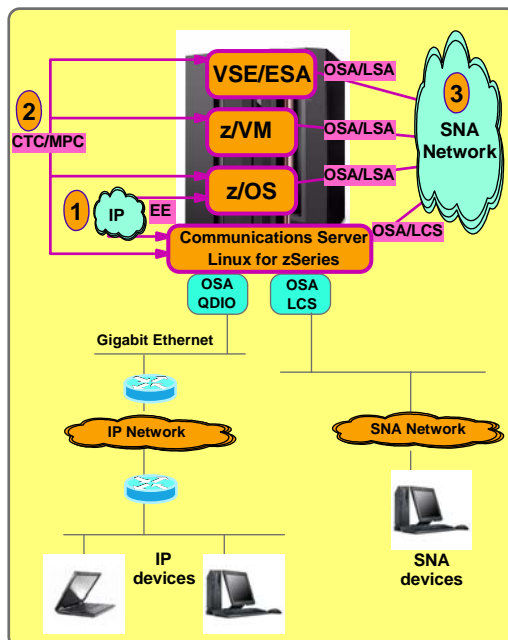 VSE/ESA
OSA/LSA
2
3
SNA
Network
CTC/MPC
z/VM
OSA/LSA
z/OS
OSA/LSA
1
IP
EE
OSA/LCS
Communications Server
Linux for zSeries
OSA
QDIO
OSA
LCS
Gigabit Ethernet
IP Network
SNA Network
IP
devices
SNA
devices